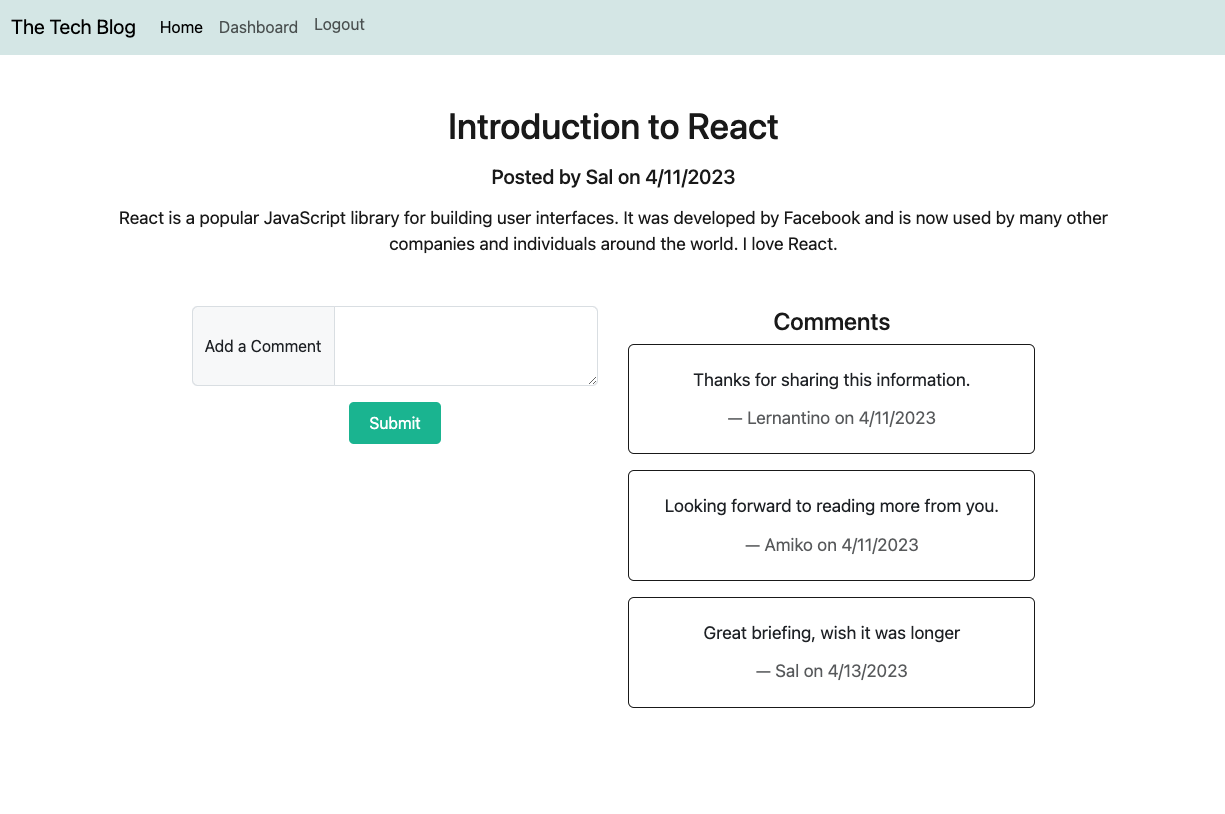 The Tech Blog Home Dashboard Logout
Introduction to React
Posted by Sal on 4/11/2023
React is a popular JavaScript library for building user interfaces. It was developed by Facebook and is now used by many other
companies and individuals around the world. I love React.
Add a Comment
Submit
Comments
Thanks for sharing this information.
— Lernantino on 4/11/2023
Looking forward to reading more from you.
— Amiko on 4/11/2023
Great briefing, wish it was longer
— Sal on 4/13/2023